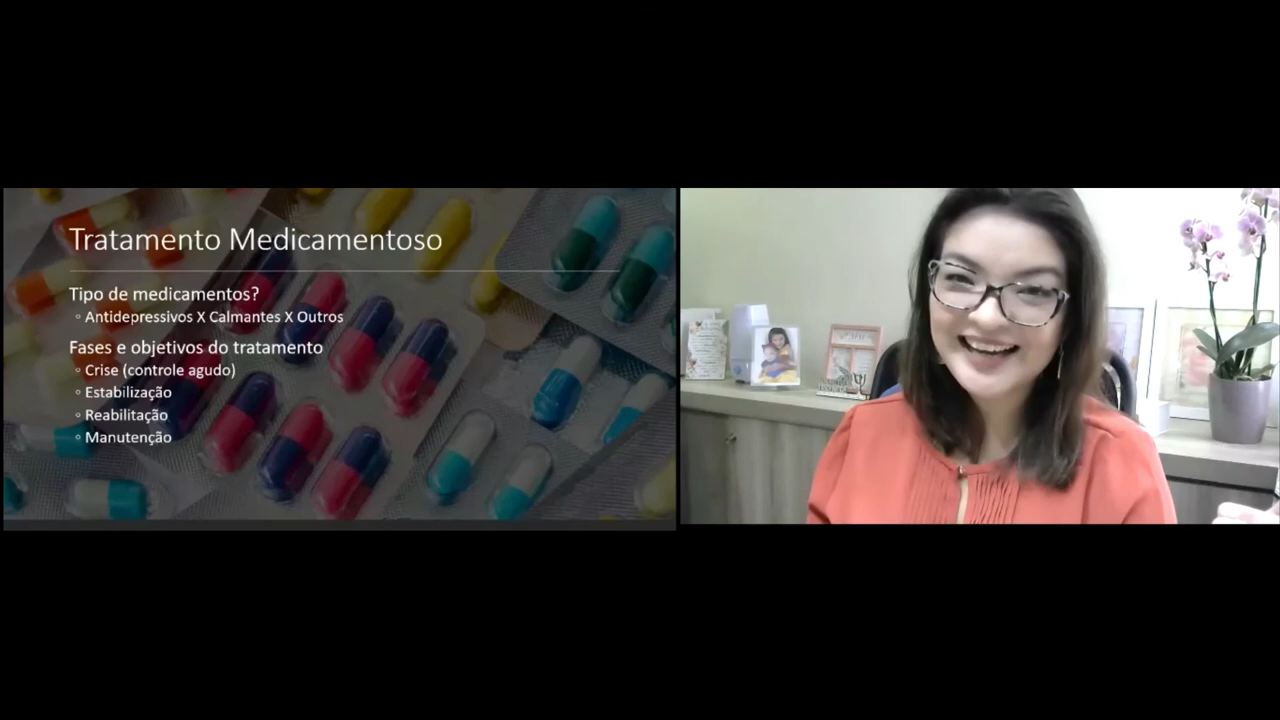 Tratamento Medicamentoso
Tipo de medicamentos?
◦ Antidepressivos X Calmantes X Outros
Fases e objetivos do tratamento
◦ Crise (controle agudo)
◦ Estabilização
◦ Reabilitação
◦ Manutenção